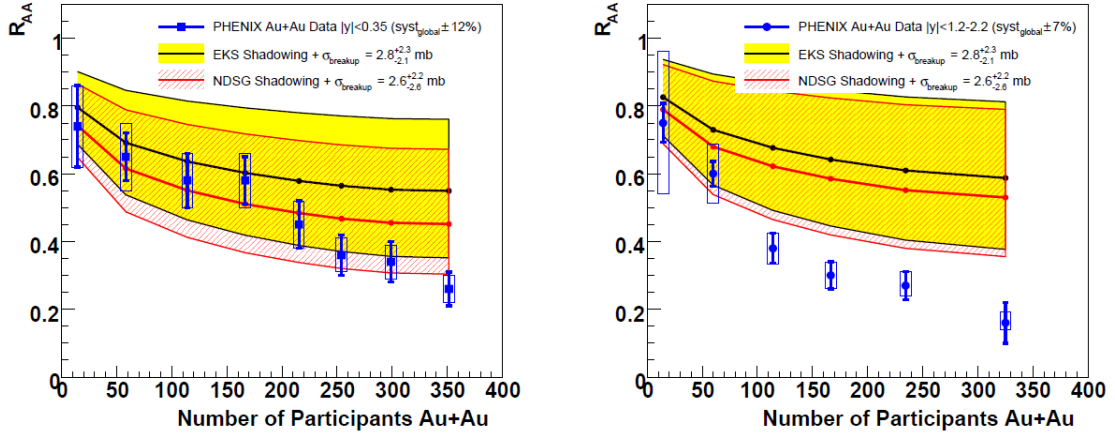 R_AA
PHENIX Au+Au Data |y|<0.35 (syst_global ±12%)
EKS Shadowing + σ_breakup = 2.8 +2.3 -2.1 mb
NDSG Shadowing + σ_breakup = 2.6 +2.2 -2.6 mb
1
0.8
0.6
0.4
0.2
0
0 50 100 150 200 250 300 350 400
Number of Participants Au+Au
R_AA
PHENIX Au+Au Data |y|<1.2-2.2 (syst_global ±7%)
EKS Shadowing + σ_breakup = 2.8 +2.3 -2.1 mb
NDSG Shadowing + σ_breakup = 2.6 +2.2 -2.6 mb
1
0.8
0.6
0.4
0.2
0
0 50 100 150 200 250 300 350 400
Number of Participants Au+Au